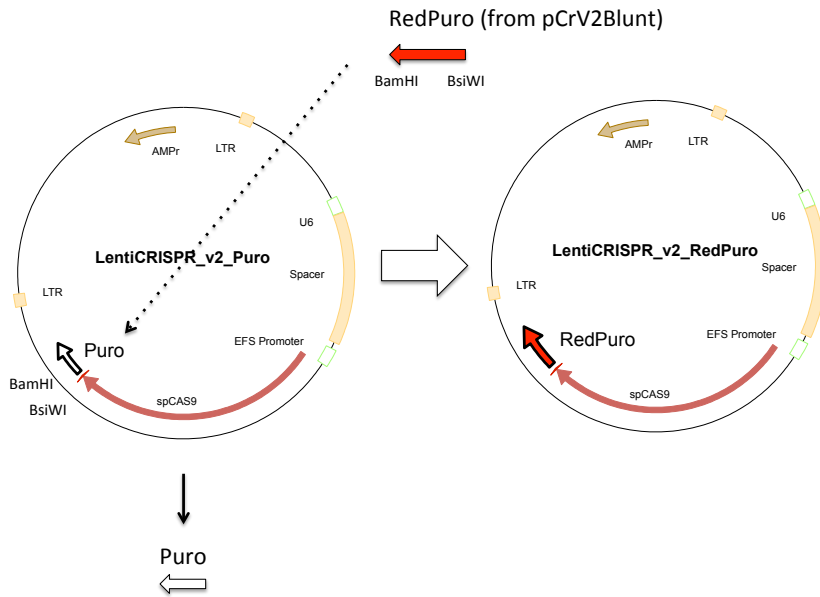 RedPuro (from pCrV2Blunt)
BamHI BsiWI
AMPr
LTR
U6
LentiCRISPR_v2_Puro
Spacer
LTR
Puro
EFS Promoter
BamHI
spCAS9
BsiWI
Puro
AMPr
LTR
U6
LentiCRISPR_v2_RedPuro
Spacer
LTR
RedPuro
EFS Promoter
spCAS9